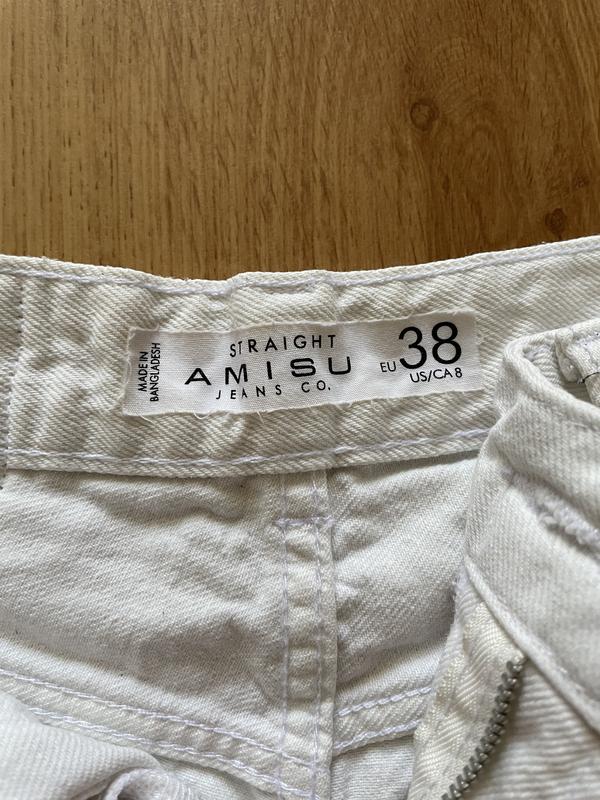 MADE IN
BANGLADESH
STRAIGHT
AMISU
JEANS CO.
EU 38
US/CA 8